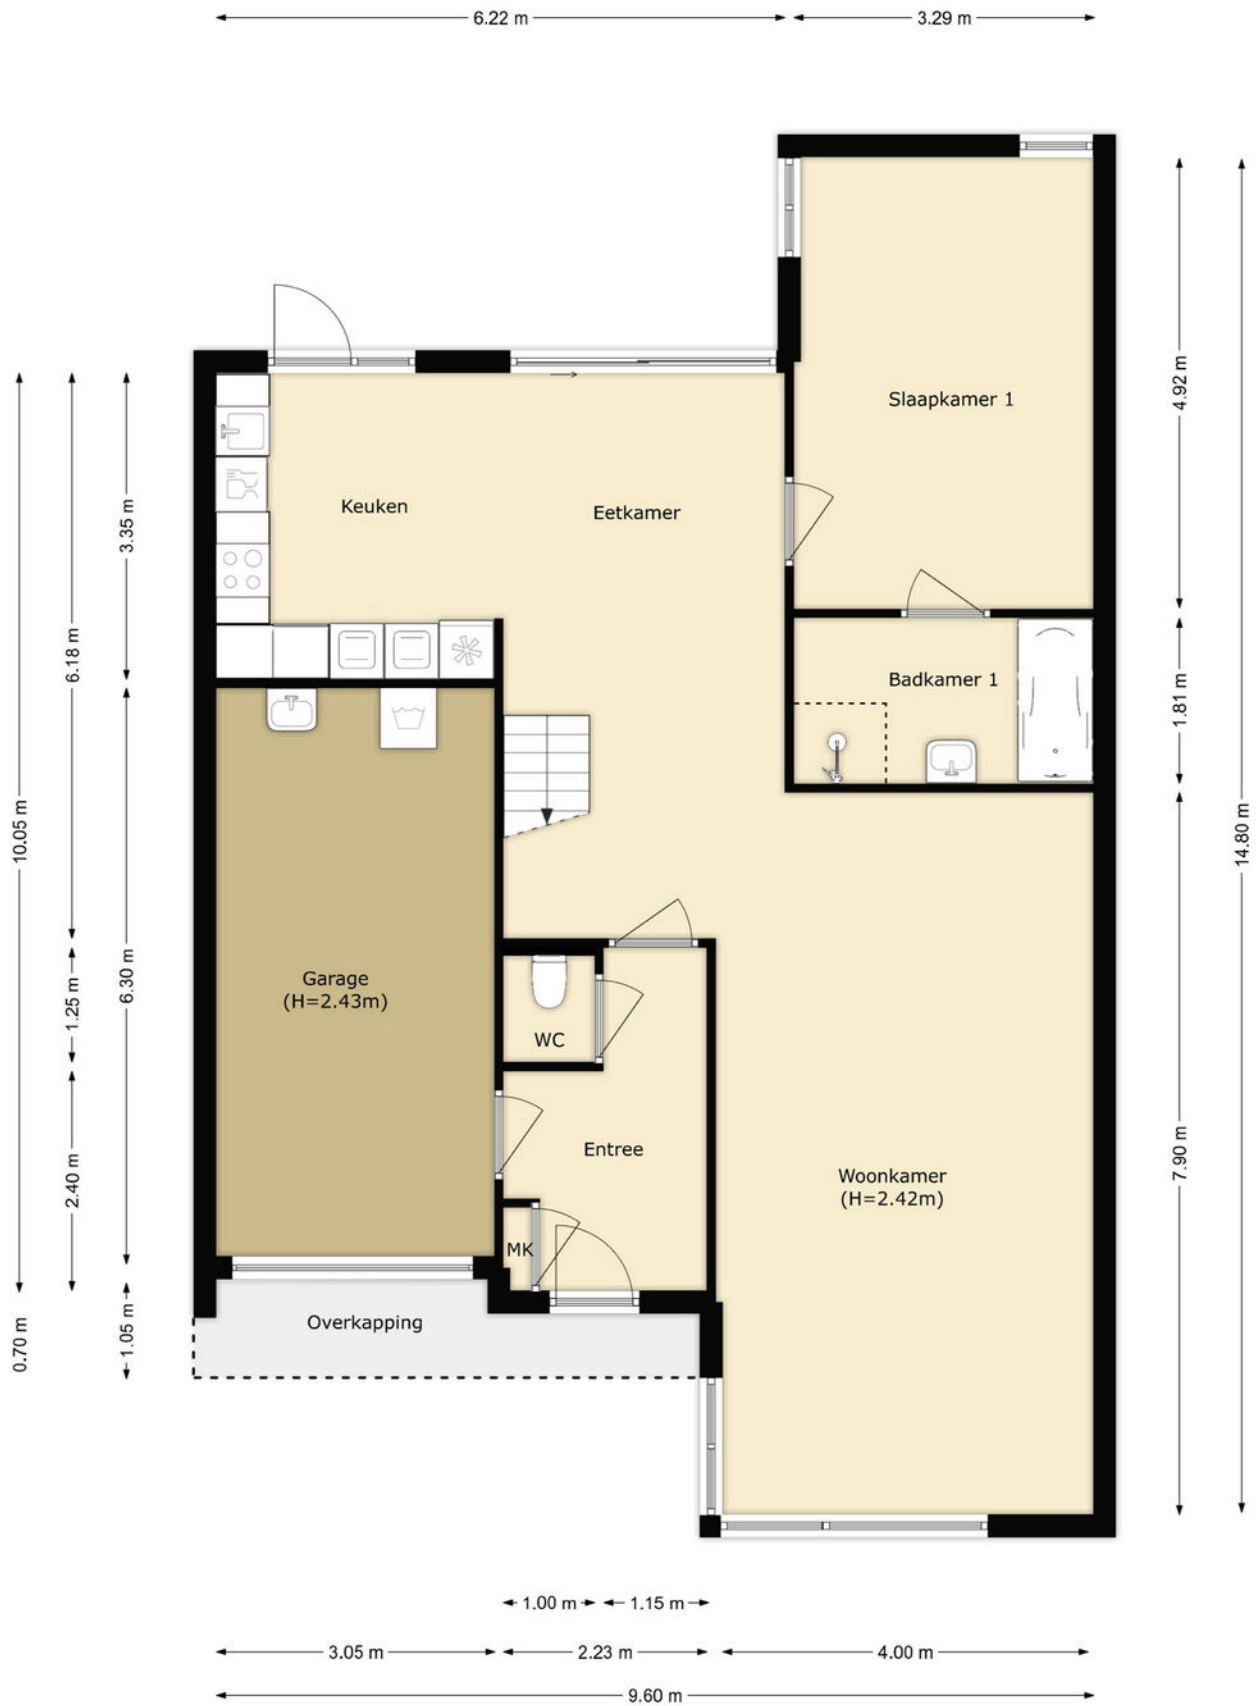 6.22 m
3.29 m
Slaapkamer 1
Keuken
Eetkamer
Badkamer 1
Garage
(H=2.43m)
WC
Entree
Woonkamer
(H=2.42m)
MK
Overkapping
10.05 m
0.70 m
6.18 m
1.25 m
2.40 m
3.35 m
6.30 m
1.05 m
4.92 m
1.81 m
7.90 m
14.80 m
1.00 m
1.15 m
3.05 m
2.23 m
4.00 m
9.60 m